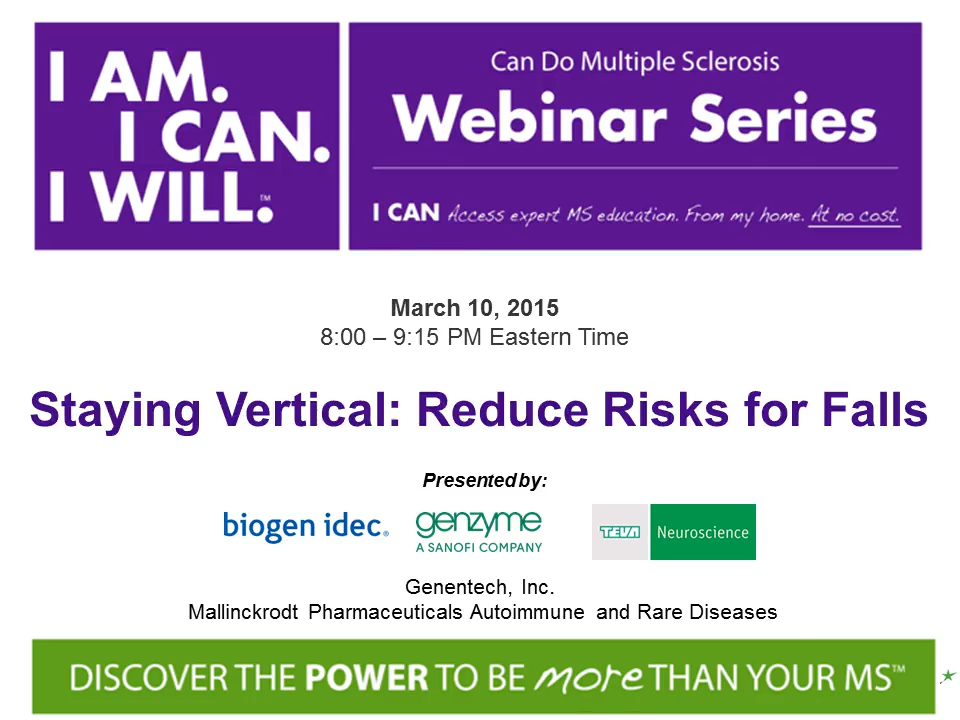 I AM.
I CAN.
I WILL.™
Can Do Multiple Sclerosis
Webinar Series
I CAN Access expert MS education. From my home. At no cost.
March 10, 2015
8:00 – 9:15 PM Eastern Time
Staying Vertical: Reduce Risks for Falls
Presented by:
biogen idec®
genzyme
A SANOFI COMPANY
TEVA Neuroscience
Genentech, Inc.
Mallinckrodt Pharmaceuticals Autoimmune and Rare Diseases
DISCOVER THE POWER TO BE more THAN YOUR MS™